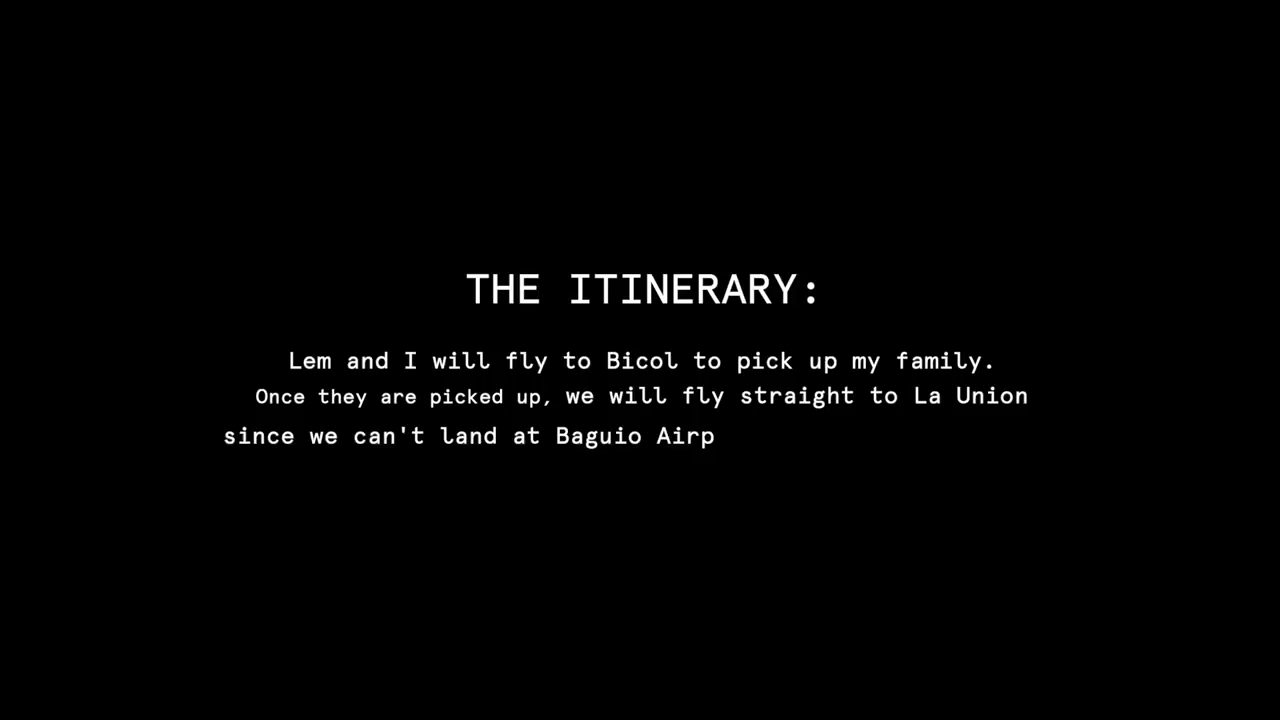 THE ITINERARY:
Lem and I will fly to Bicol to pick up my family.
Once they are picked up, we will fly straight to La Union
since we can't land at Baguio Airp